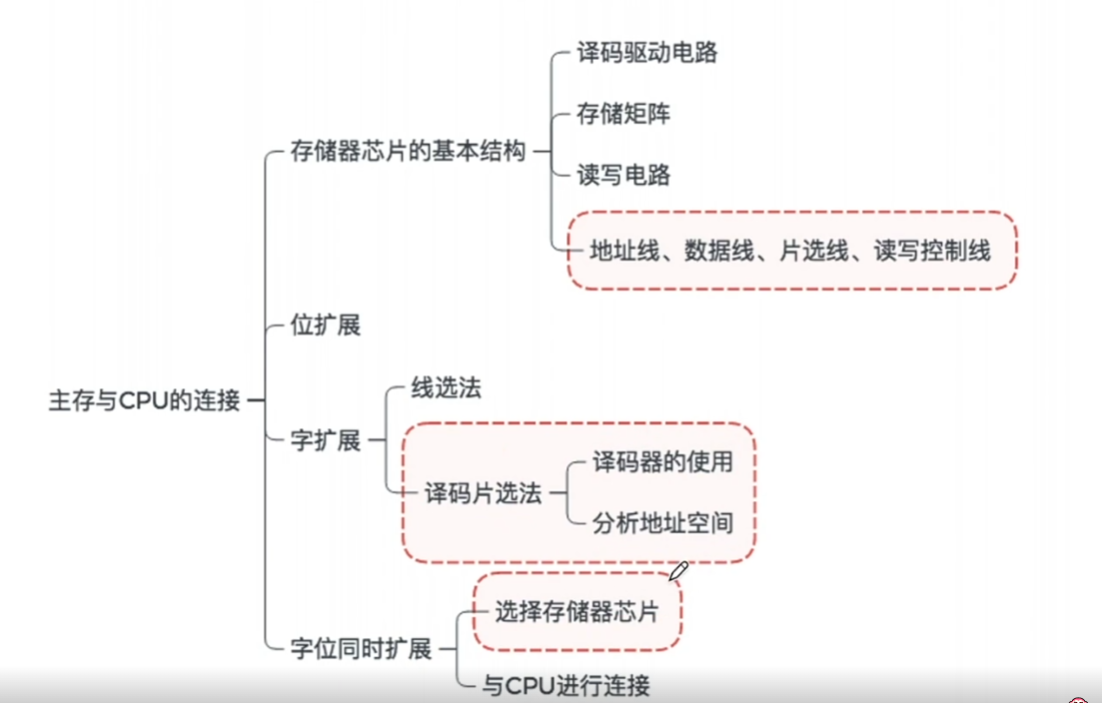 译码驱动电路
存储矩阵
存储器芯片的基本结构
读写电路
地址线、数据线、片选线、读写控制线
位扩展
线选法
主存与CPU的连接
字扩展
译码器的使用
译码片选法
分析地址空间
选择存储器芯片
字位同时扩展
与CPU进行连接